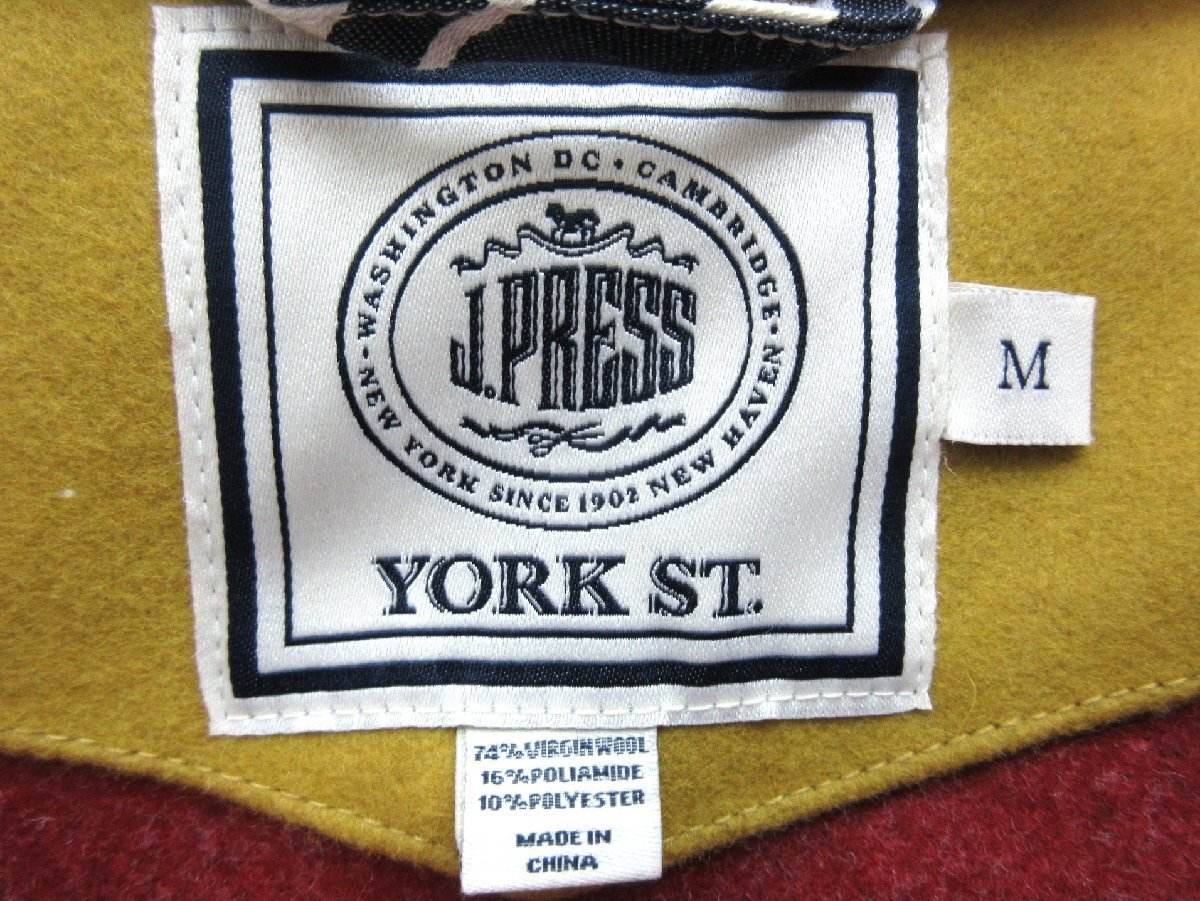 WASHINGTON DC • CAMBRIDGE •
J.PRESS
• NEW YORK SINCE 1902 NEW HAVEN
YORK ST.
M
74%VIRGINWOOL
16%POLIAMIDE
10%POLYESTER
MADE IN
CHINA